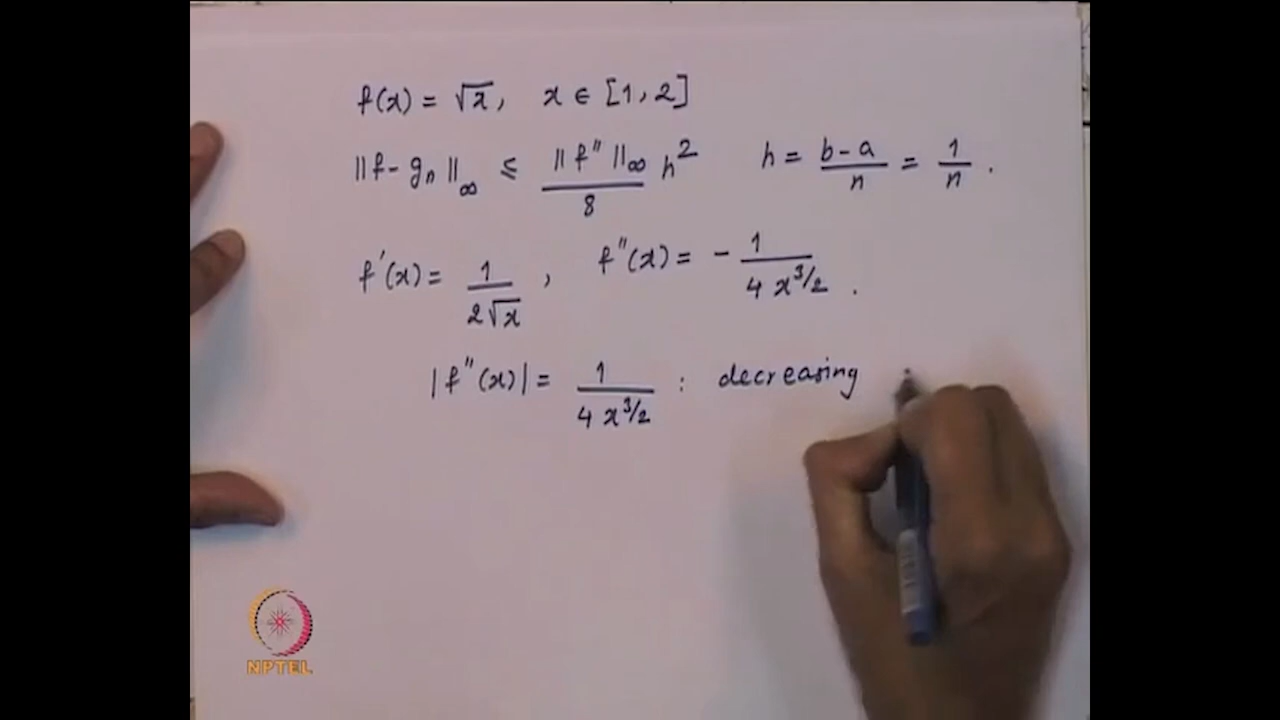 f(x) = √x, x ∈ [1, 2]
||f - gₙ||∞ ≤ ||f''||∞ / 8 h² h = (b - a) / n = 1 / n .
f'(x) = 1 / (2√x) , f''(x) = - 1 / (4 x^3/2) .
|f''(x)| = 1 / (4 x^3/2) : decreasing
NPTEL